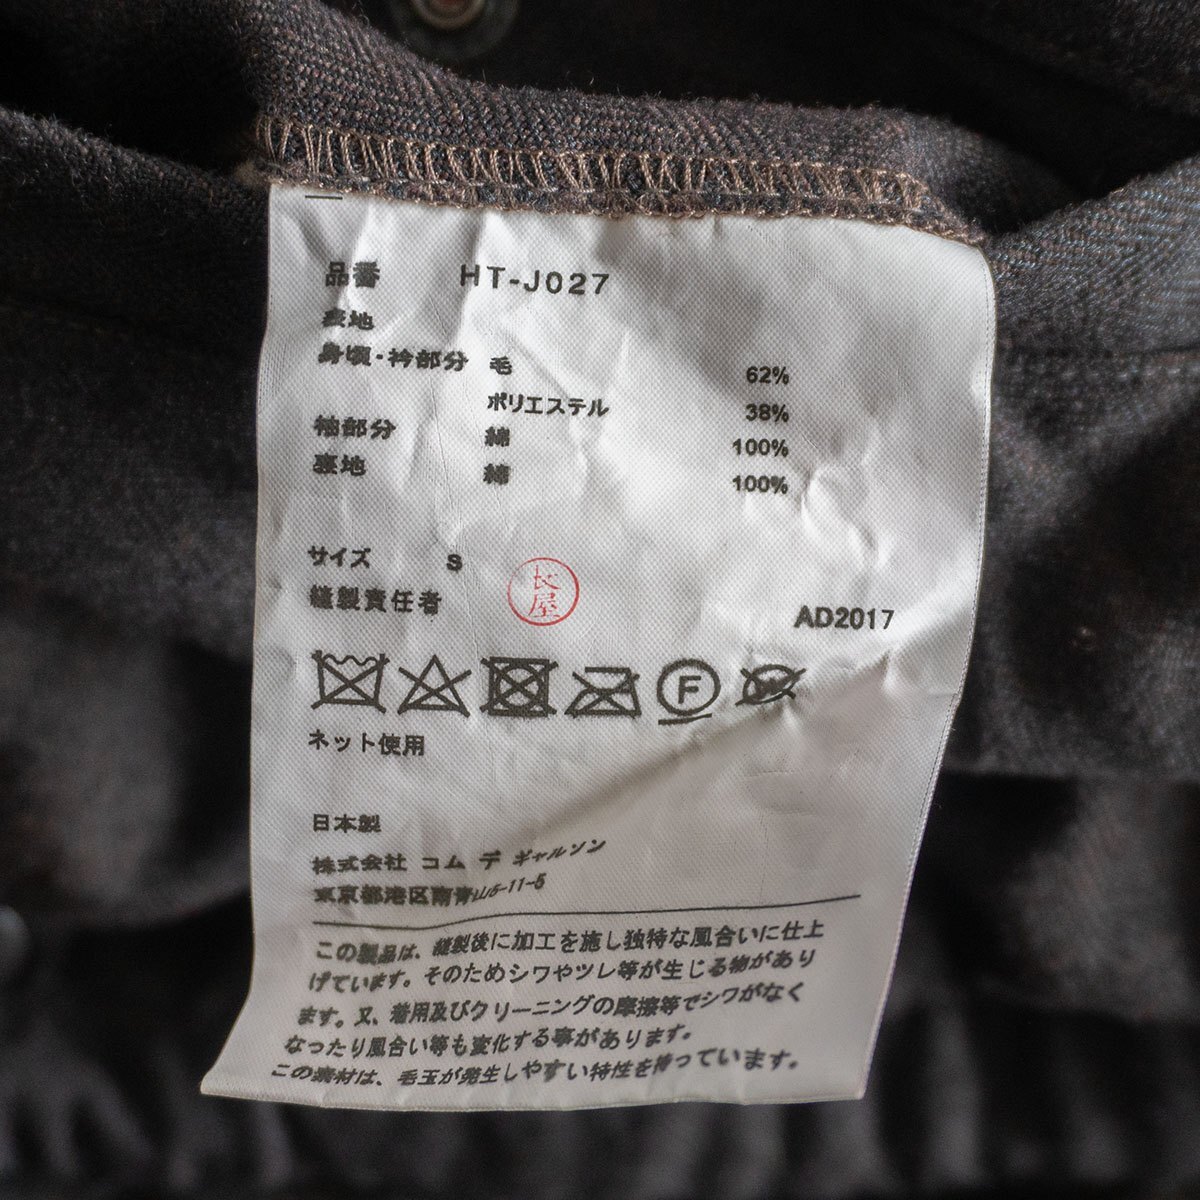 品番 HT-J027
表地
身頃・衿部分 毛 62%
ポリエステル 38%
袖部分 綿 100%
裏地 綿 100%
サイズ S
縫製責任者 長屋 AD2017
F
ネット使用
日本製
株式会社 コム デ ギャルソン
東京都港区南青山5-11-5
この製品は、縫製後に加工を施し独特な風合いに仕上
げています。そのためシワやツレ等が生じる物があり
ます。又、着用及びクリーニングの摩擦等でシワがなく
なったり風合い等も変化する事があります。
この素材は、毛玉が発生しやすい特性を持っています。